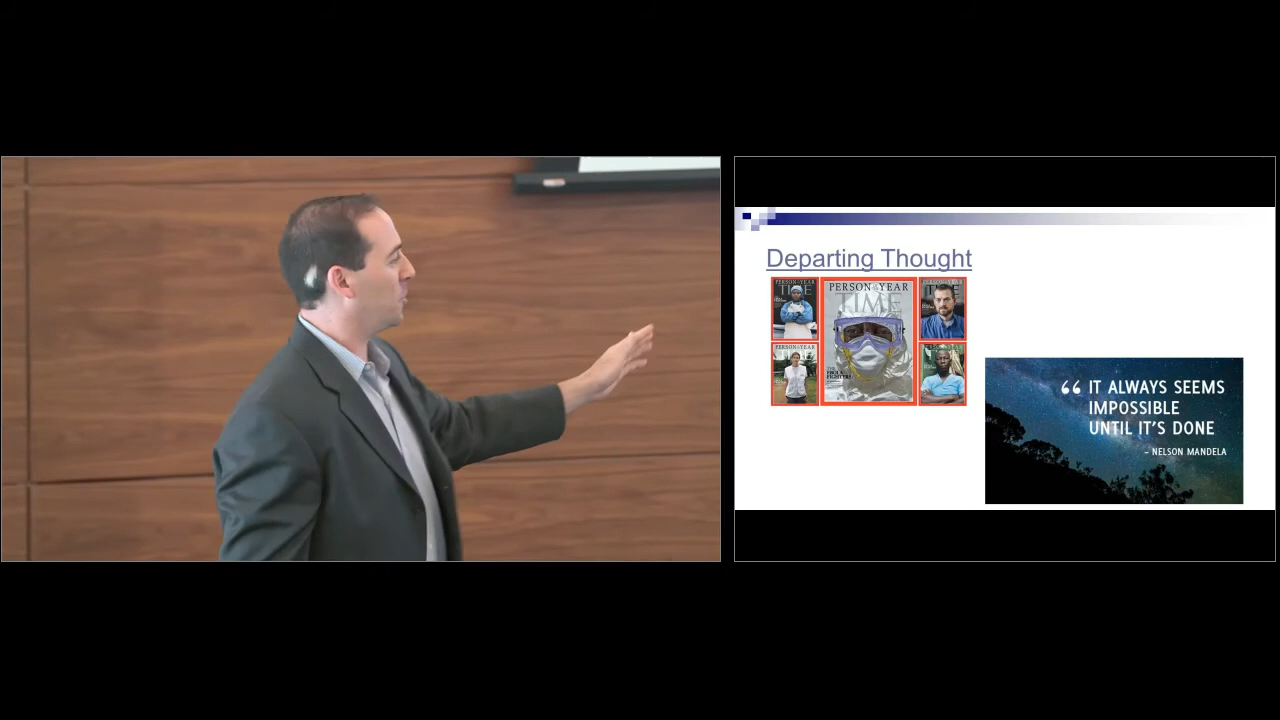 Departing Thought
PERSON OF THE YEAR
TIME
PERSON OF THE YEAR
TIME
PERSON OF THE YEAR
TIME
PERSON OF THE YEAR
“ IT ALWAYS SEEMS
IMPOSSIBLE
UNTIL IT'S DONE
- NELSON MANDELA